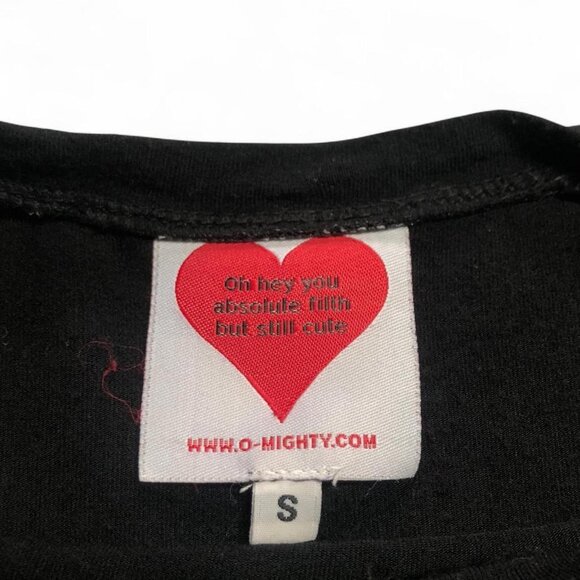 Oh hey you
absolute filth
but still cute
WWW.O-MIGHTY.COM
S